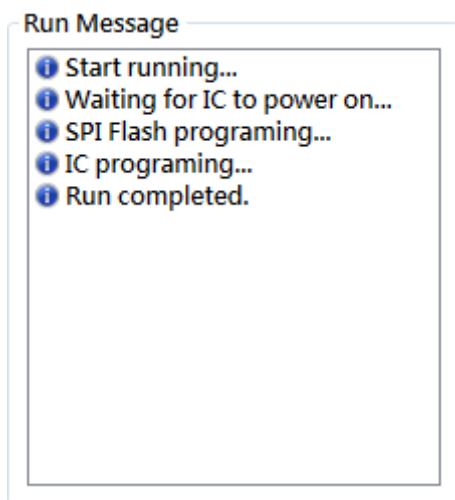 Run Message
Start running...
Waiting for IC to power on...
SPI Flash programing...
IC programing...
Run completed.